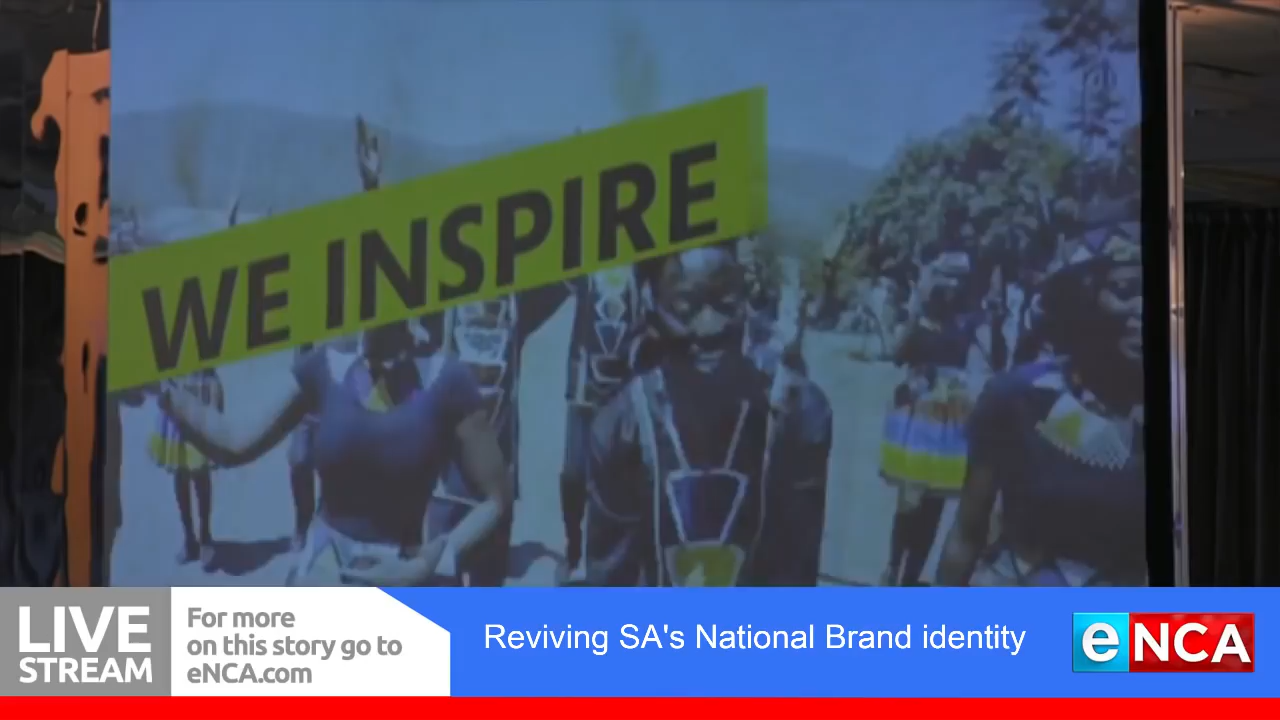 WE INSPIRE
LIVE
STREAM
For more
on this story go to
eNCA.com
Reviving SA's National Brand identity
eNCA